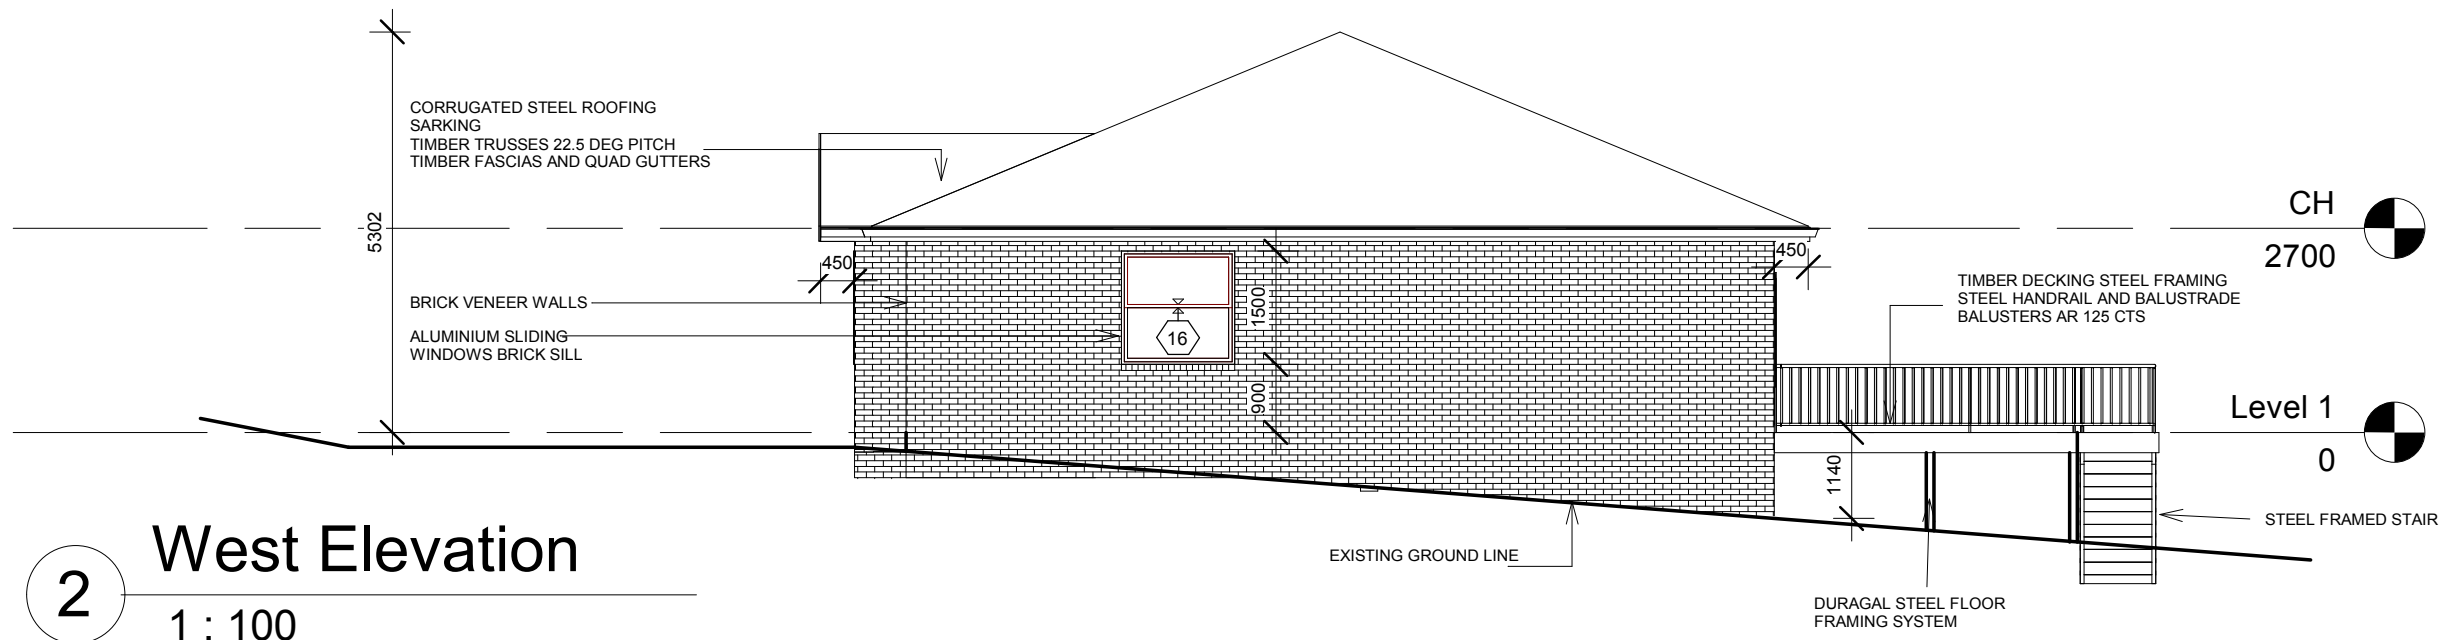 CORRUGATED STEEL ROOFING
SARKING
TIMBER TRUSSES 22.5 DEG PITCH
TIMBER FASCIAS AND QUAD GUTTERS
5302
CH
2700
450
450
BRICK VENEER WALLS
ALUMINIUM SLIDING
WINDOWS BRICK SILL
16
1500
900
TIMBER DECKING STEEL FRAMING
STEEL HANDRAIL AND BALUSTRADE
BALUSTERS AR 125 CTS
Level 1
0
1140
STEEL FRAMED STAIR
EXISTING GROUND LINE
DURAGAL STEEL FLOOR
FRAMING SYSTEM
2
West Elevation
1 : 100